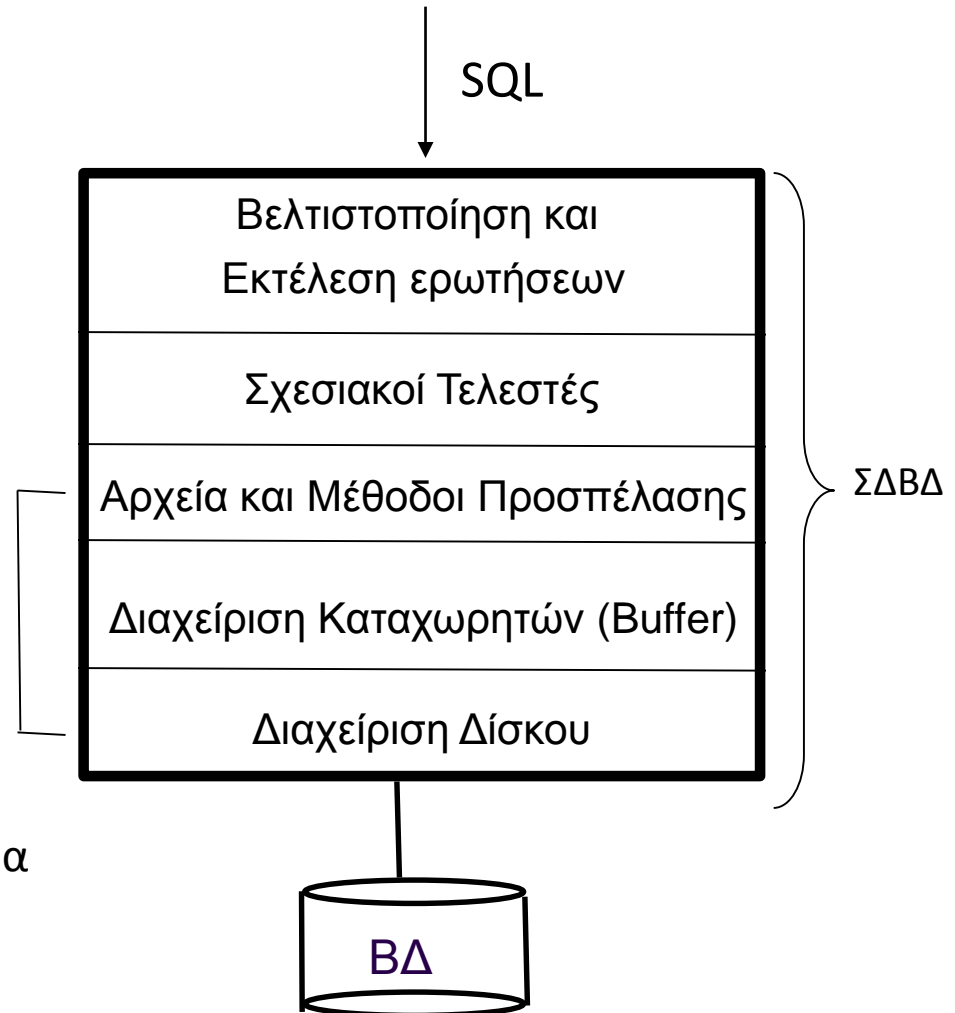 SQL
Βελτιστοποίηση και
Εκτέλεση ερωτήσεων
Σχεσιακοί Τελεστές
Αρχεία και Μέθοδοι Προσπέλασης
ΣΔΒΔ
Διαχείριση Καταχωρητών (Buffer)
Διαχείριση Δίσκου
α
ΒΔ